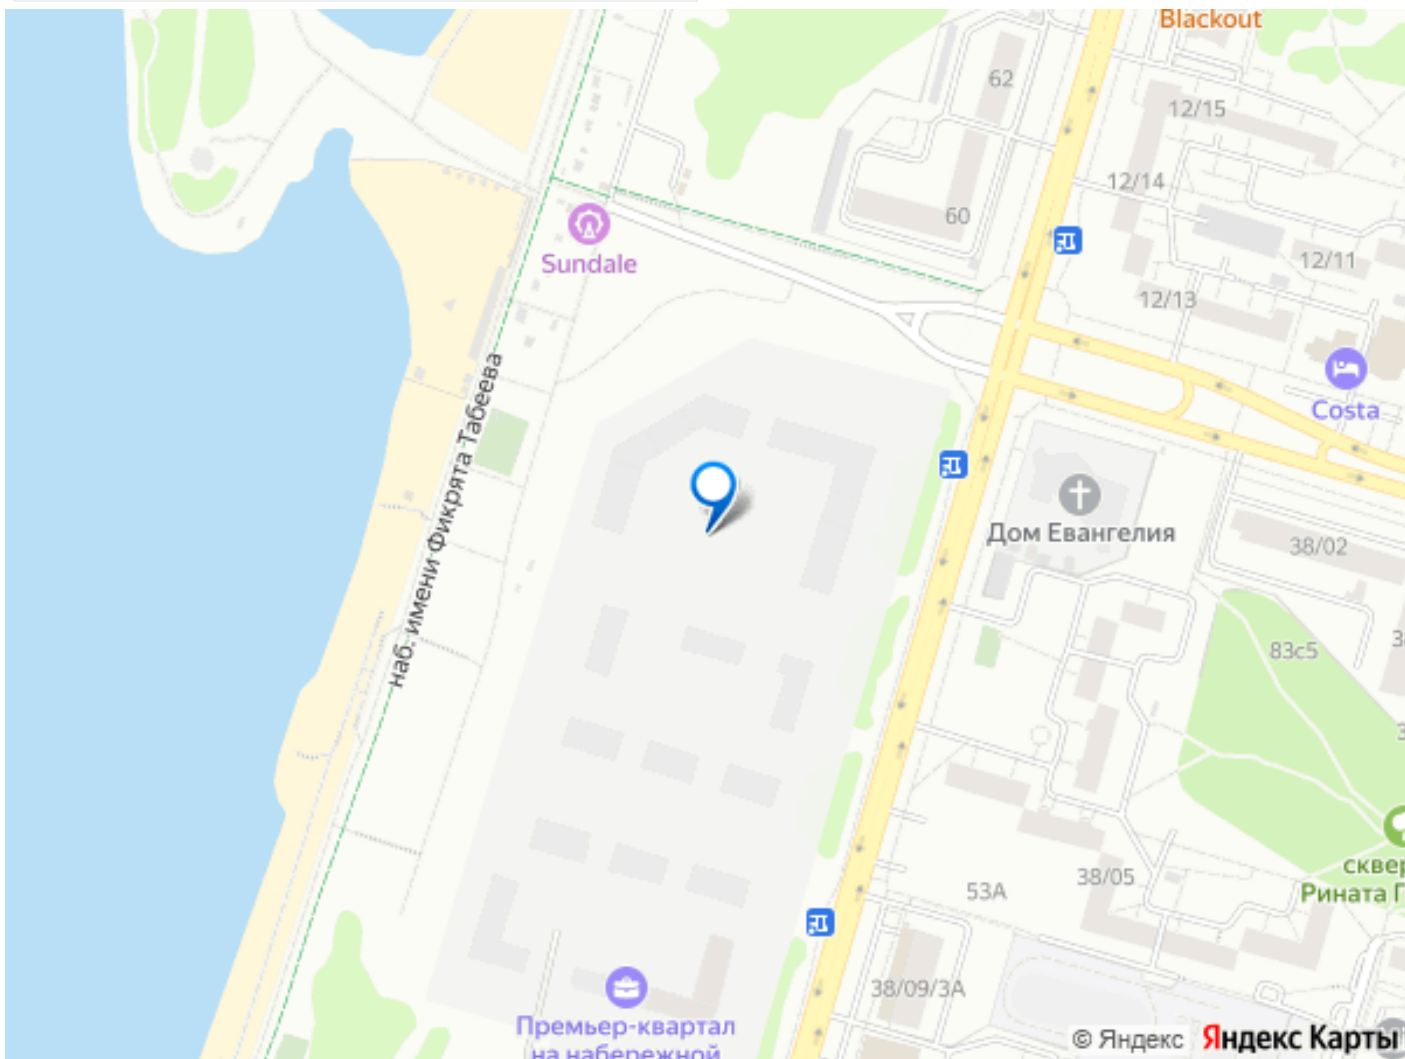 Blackout
62
12/15
12/14
60
Sundale
12/11
12/13
Costa
наб. имени Фикрята Табеева
Дом Евангелия
38/02
83с5
сквер
Рината Г
53А
38/05
38/09/3А
Премьер-квартал
на набережной
© Яндекс Яндекс Карты